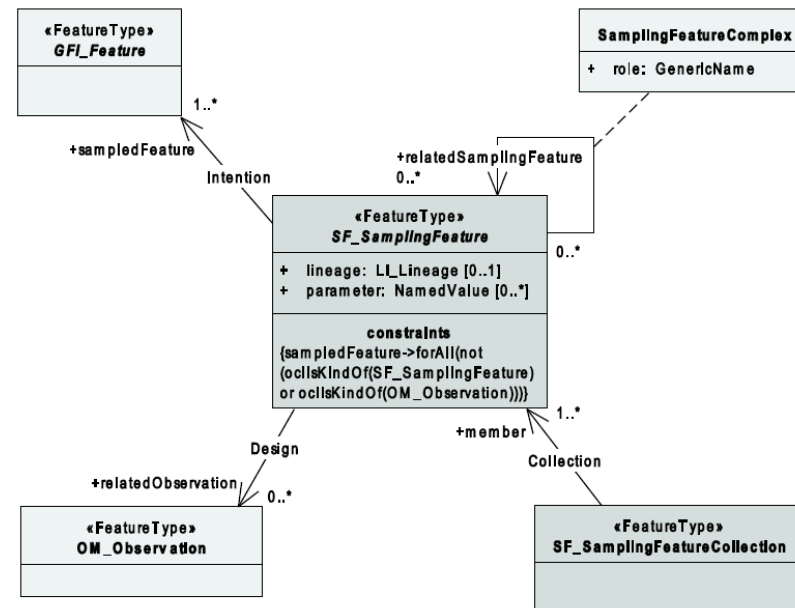 «FeatureType»
GFI_Feature
SamplingFeatureComplex
+ role: GenericName
1..*
+sampledFeature
Intention
+relatedSamplingFeature
0..*
«FeatureType»
SF_SamplingFeature
0..*
+ lineage: LI_Lineage [0..1]
+ parameter: NamedValue [0..*]
constraints
{sampledFeature->forAll(not
(oclIsKindOf(SF_SamplingFeature)
or oclIsKindOf(OM_Observation)))}
1..*
+member
Design
Collection
+relatedObservation
0..*
«FeatureType»
OM_Observation
«FeatureType»
SF_SamplingFeatureCollection